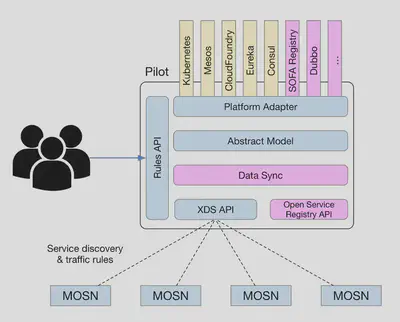 Kubernetes
Mesos
CloudFoundry
Eureka
Consul
SOFA Registry
Dubbo
...
Pilot
Rules API
Platform Adapter
Abstract Model
Data Sync
XDS API
Open Service
Registry API
Service discovery
& traffic rules
MOSN
MOSN
MOSN
MOSN